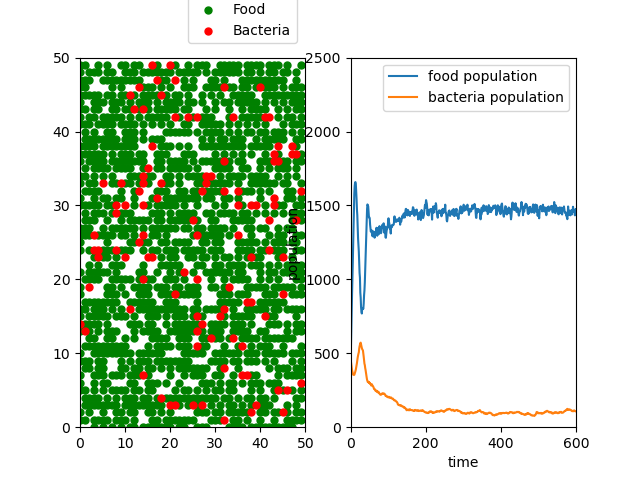 Food
Bacteria
50
40
30
20
10
0
0 10 20 30 40 50
population
2500
2000
1500
1000
500
0
food population
bacteria population
0 200 400 600
time